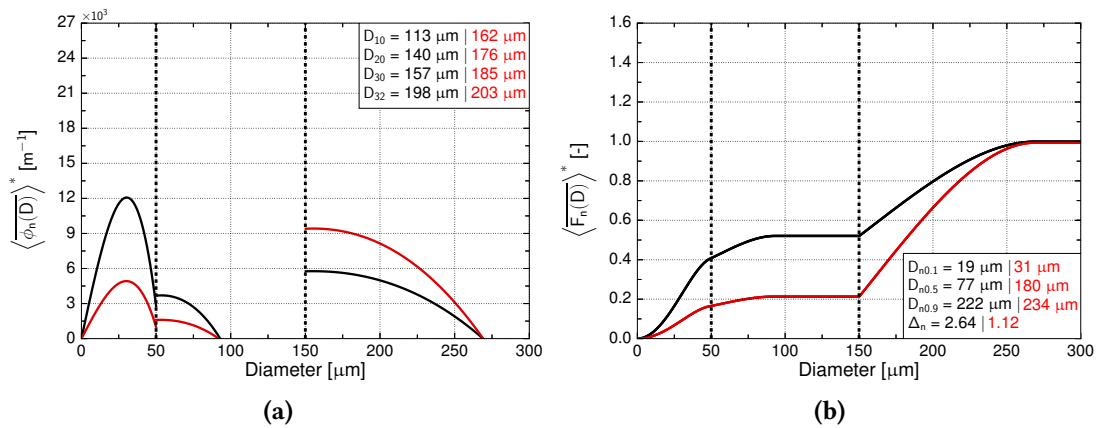 27
×10³
24
21
18
15
12
9
6
3
0
⟨φₙ(D)⟩* [m⁻¹]
D₁₀ = 113 μm | 162 μm
D₂₀ = 140 μm | 176 μm
D₃₀ = 157 μm | 185 μm
D₃₂ = 198 μm | 203 μm
0 50 100 150 200 250 300
Diameter [μm]
(a)
1.6
1.4
1.2
1.0
0.8
0.6
0.4
0.2
0.0
⟨Fₙ(D)⟩* [-]
Dₙ₀.₁ = 19 μm | 31 μm
Dₙ₀.₅ = 77 μm | 180 μm
Dₙ₀.₉ = 222 μm | 234 μm
Δₙ = 2.64 | 1.12
0 50 100 150 200 250 300
Diameter [μm]
(b)